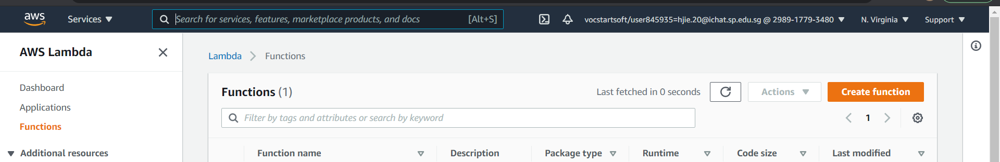 aws Services Search for services, features, marketplace products, and docs [Alt+S] vocstartsoft/user845935=hjie.20@ichat.sp.edu.sg @ 2989-1779-3480 N. Virginia Support
AWS Lambda
Lambda Functions
Dashboard
Applications
Functions
Additional resources
Functions (1) Last fetched in 0 seconds Actions Create function
Filter by tags and attributes or search by keyword 1
Function name Description Package type Runtime Code size Last modified